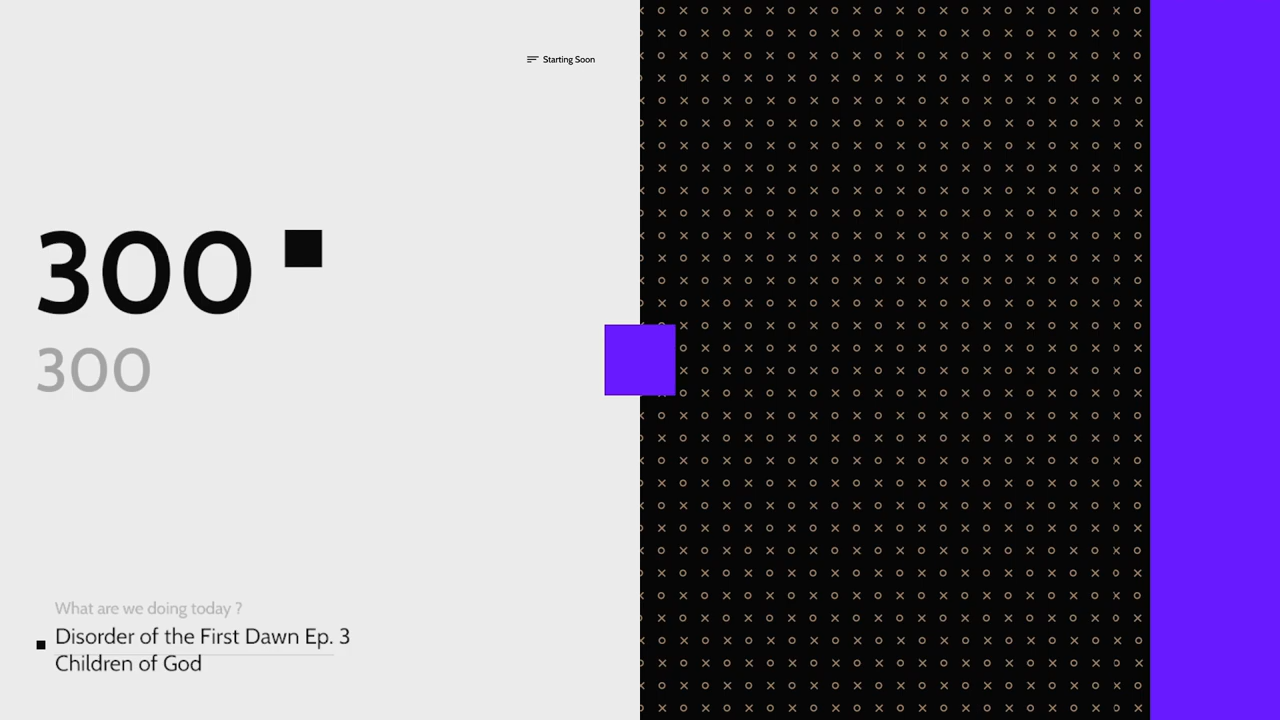 Starting Soon
300
300
What are we doing today ?
Disorder of the First Dawn Ep. 3
Children of God